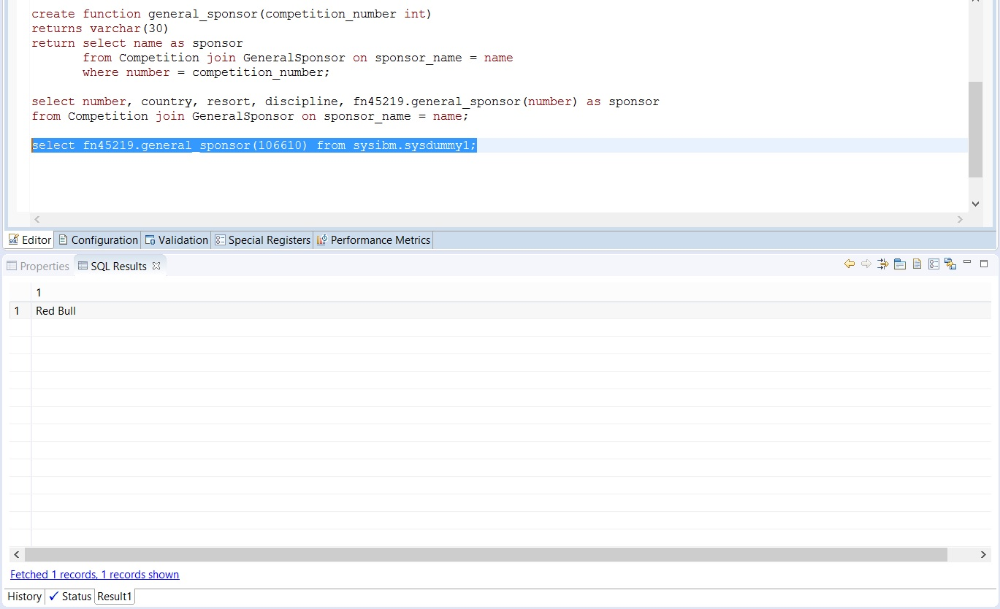 create function general_sponsor(competition_number int)
returns varchar(30)
return select name as sponsor
from Competition join GeneralSponsor on sponsor_name = name
where number = competition_number;
select number, country, resort, discipline, fn45219.general_sponsor(number) as sponsor
from Competition join GeneralSponsor on sponsor_name = name;
select fn45219.general_sponsor(106610) from sysibm.sysdummy1;
Editor Configuration Validation Special Registers Performance Metrics
Properties SQL Results
1
1 Red Bull
Fetched 1 records, 1 records shown
History Status Result1